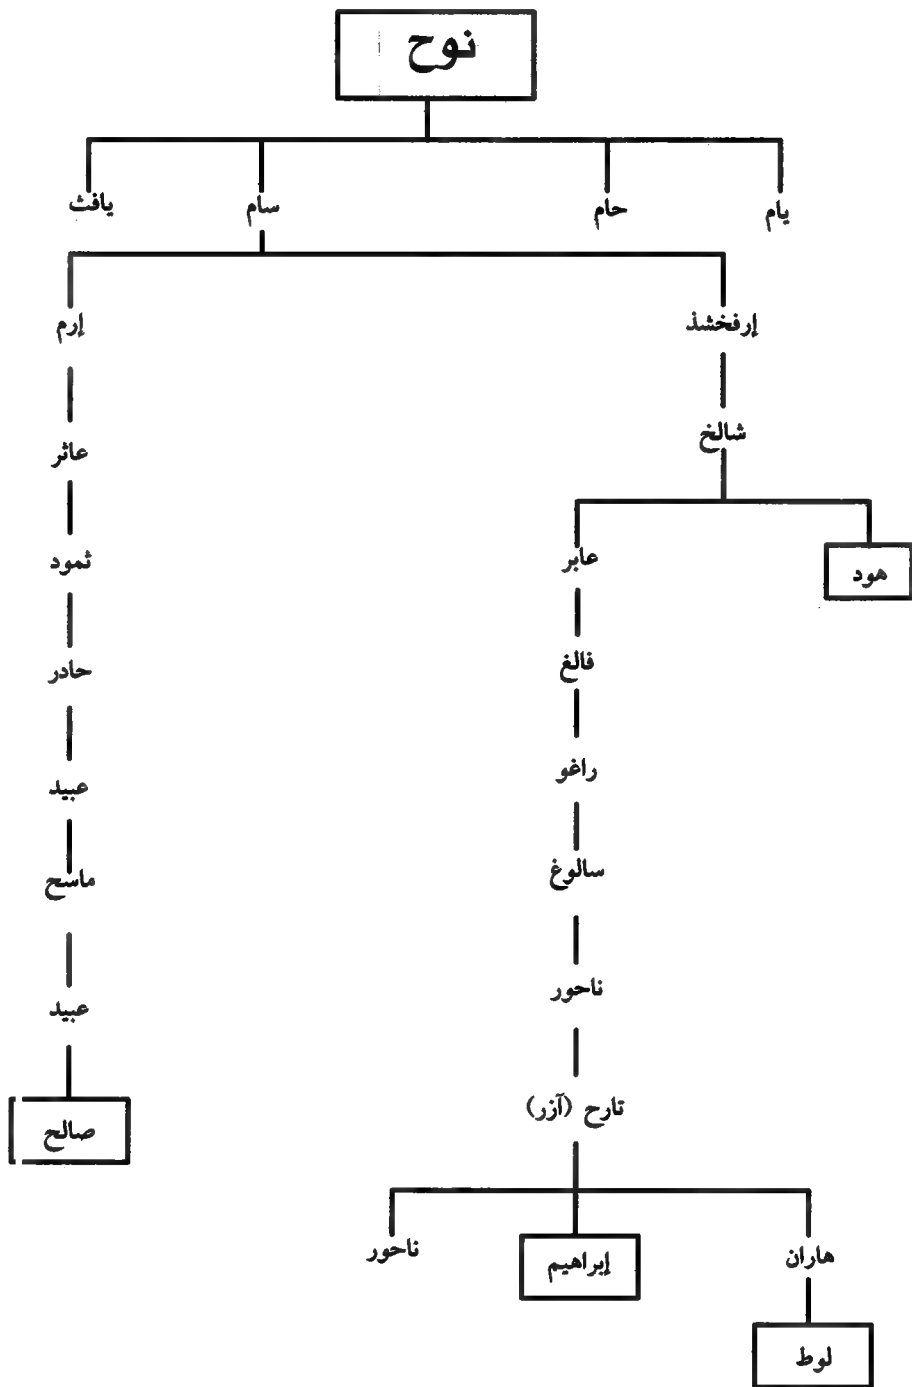 نوح
يام حام سام يافث
إرفخشذ إرم
شالخ عاثر
هود عابر ثمود
فالغ حادر
راغو عبيد
سالوغ ماسح
ناحور عبيد
تارح (آزر) صالح
هاران إبراهيم ناحور
لوط